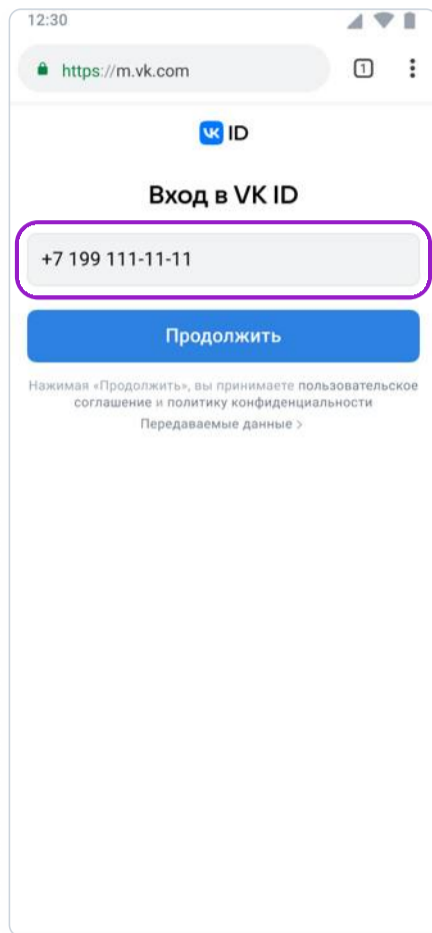 12:30
https://m.vk.com
1
VK ID
Вход в VK ID
+7 199 111-11-11
Продолжить
Нажимая «Продолжить», вы принимаете пользовательское
соглашение и политику конфиденциальности
Передаваемые данные >